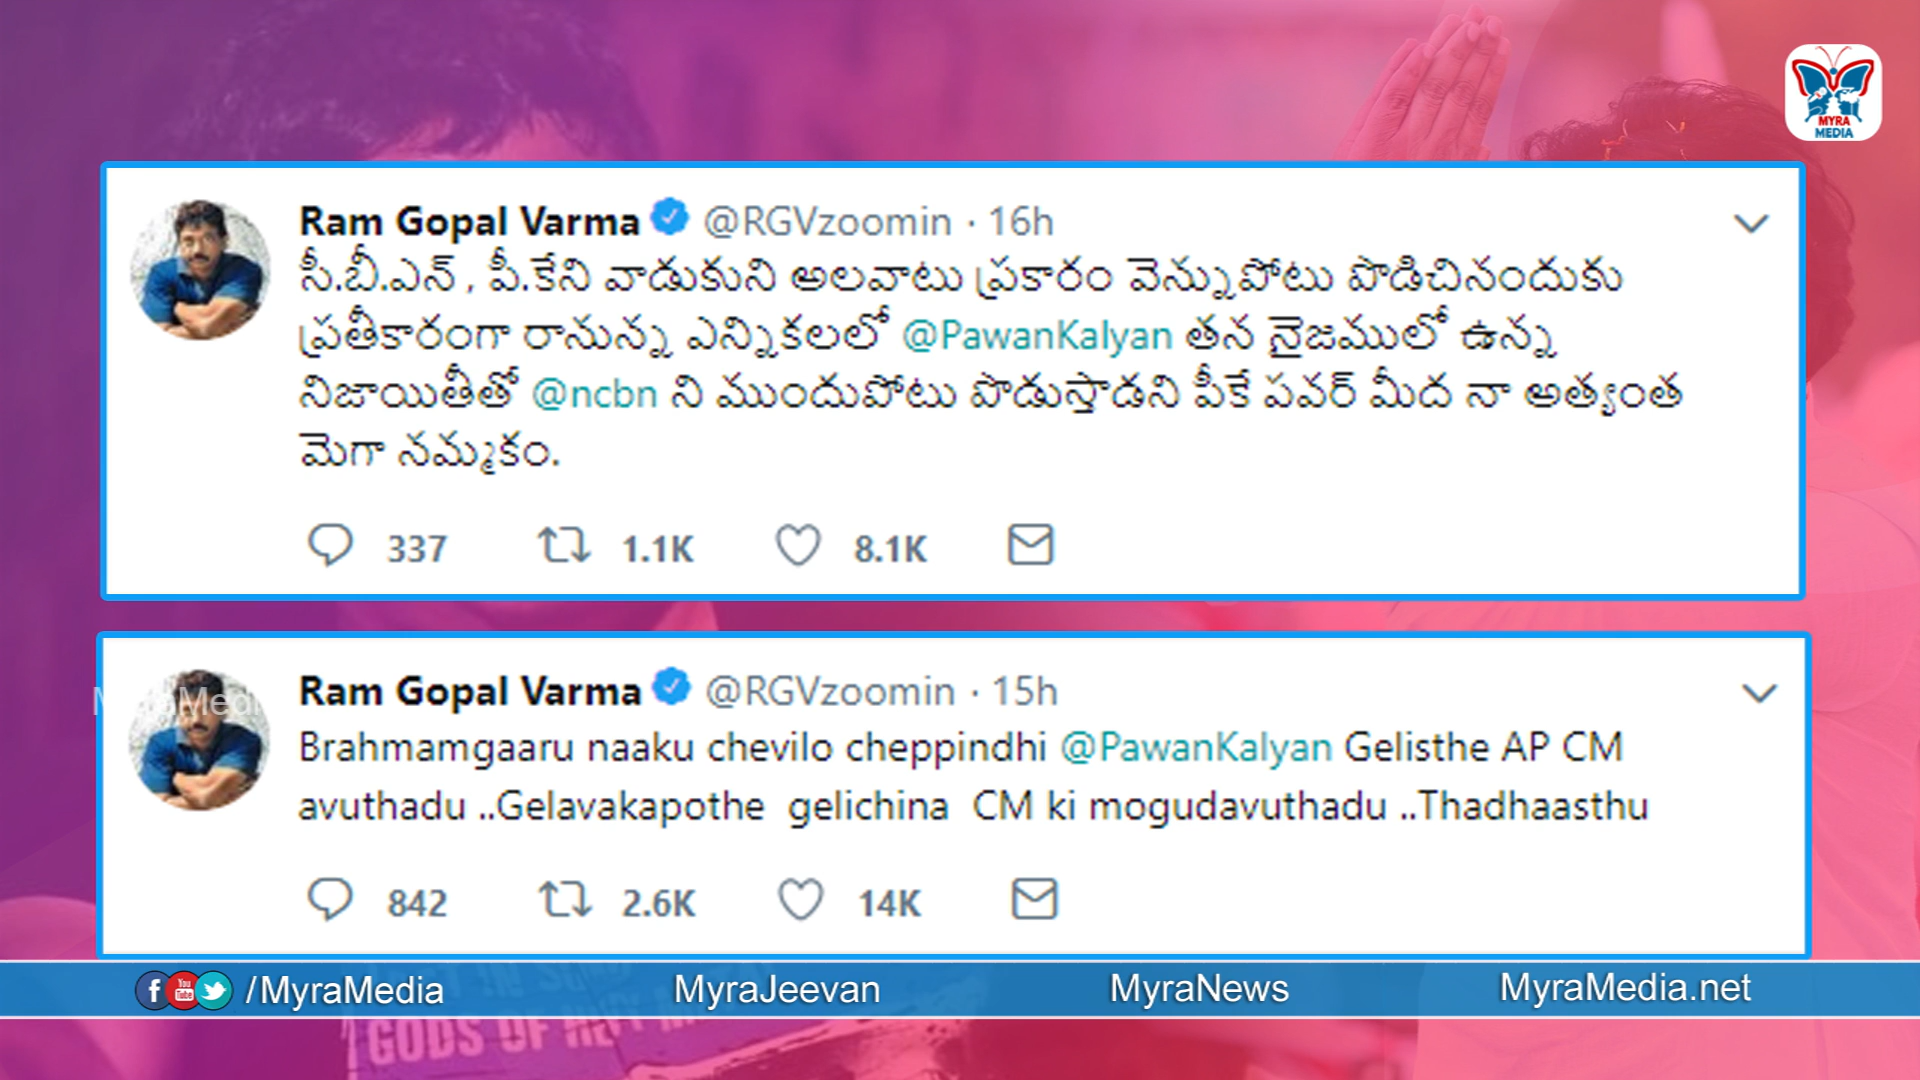 MYRA
MEDIA
Ram Gopal Varma @RGVzoomin · 16h
సీ.బీ.ఎన్ , పీ.కేని వాడుకుని అలవాటు ప్రకారం వెన్నుపోటు పొడిచినందుకు
ప్రతీకారంగా రానున్న ఎన్నికలలో @PawanKalyan తన నైజములో ఉన్న
నిజాయితీతో @ncbn ని ముందుపోటు పొడుస్తాడని పీకే పవర్ మీద నా అత్యంత
మెగా నమ్మకం.
337 1.1K 8.1K
Ram Gopal Varma @RGVzoomin · 15h
Brahmamgaaru naaku chevilo cheppindhi @PawanKalyan Gelisthe AP CM
avuthadu ..Gelavakapothe gelichina CM ki mogudavuthadu ..Thadhaasthu
842 2.6K 14K
/MyraMedia MyraJeevan MyraNews MyraMedia.net
GODS OF